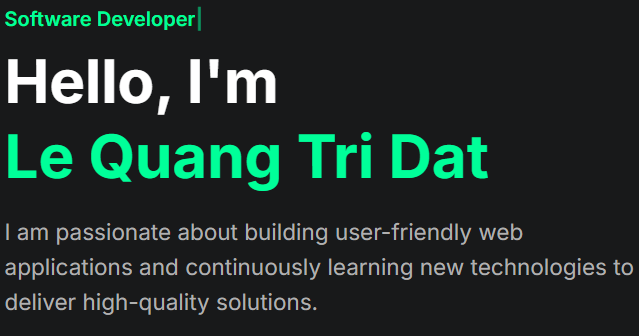 Software Developer
Hello, I'm
Le Quang Tri Dat
I am passionate about building user-friendly web
applications and continuously learning new technologies to
deliver high-quality solutions.